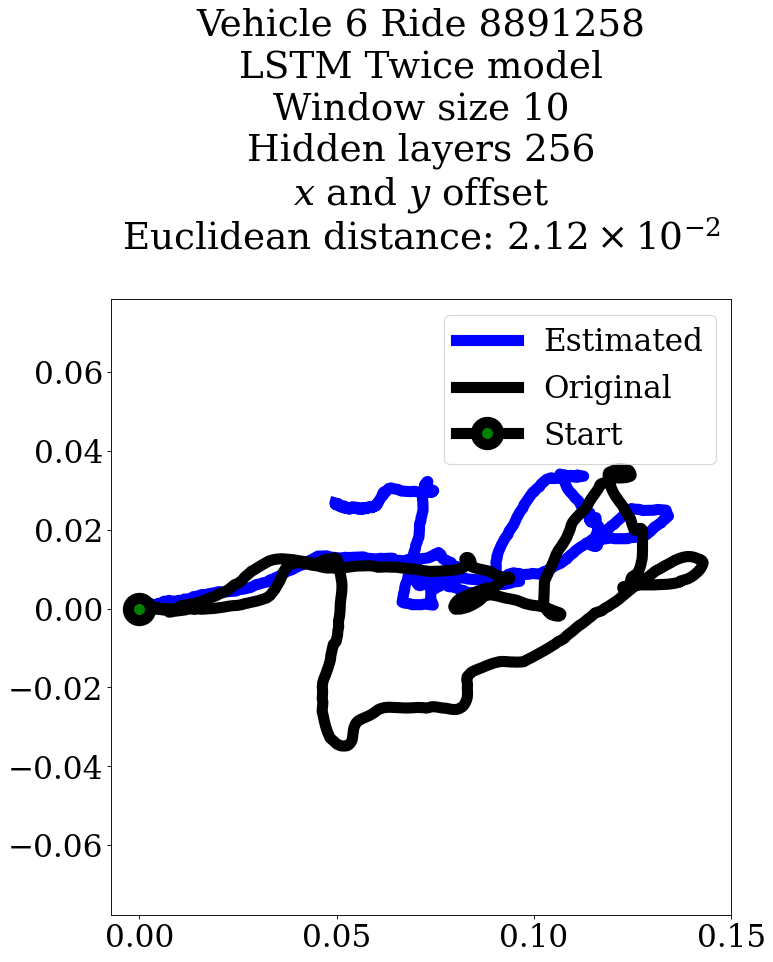 Vehicle 6 Ride 8891258
LSTM Twice model
Window size 10
Hidden layers 256
x and y offset
Euclidean distance: 2.12 × 10⁻²
Estimated
Original
Start
0.06
0.04
0.02
0.00
−0.02
−0.04
−0.06
0.00 0.05 0.10 0.15